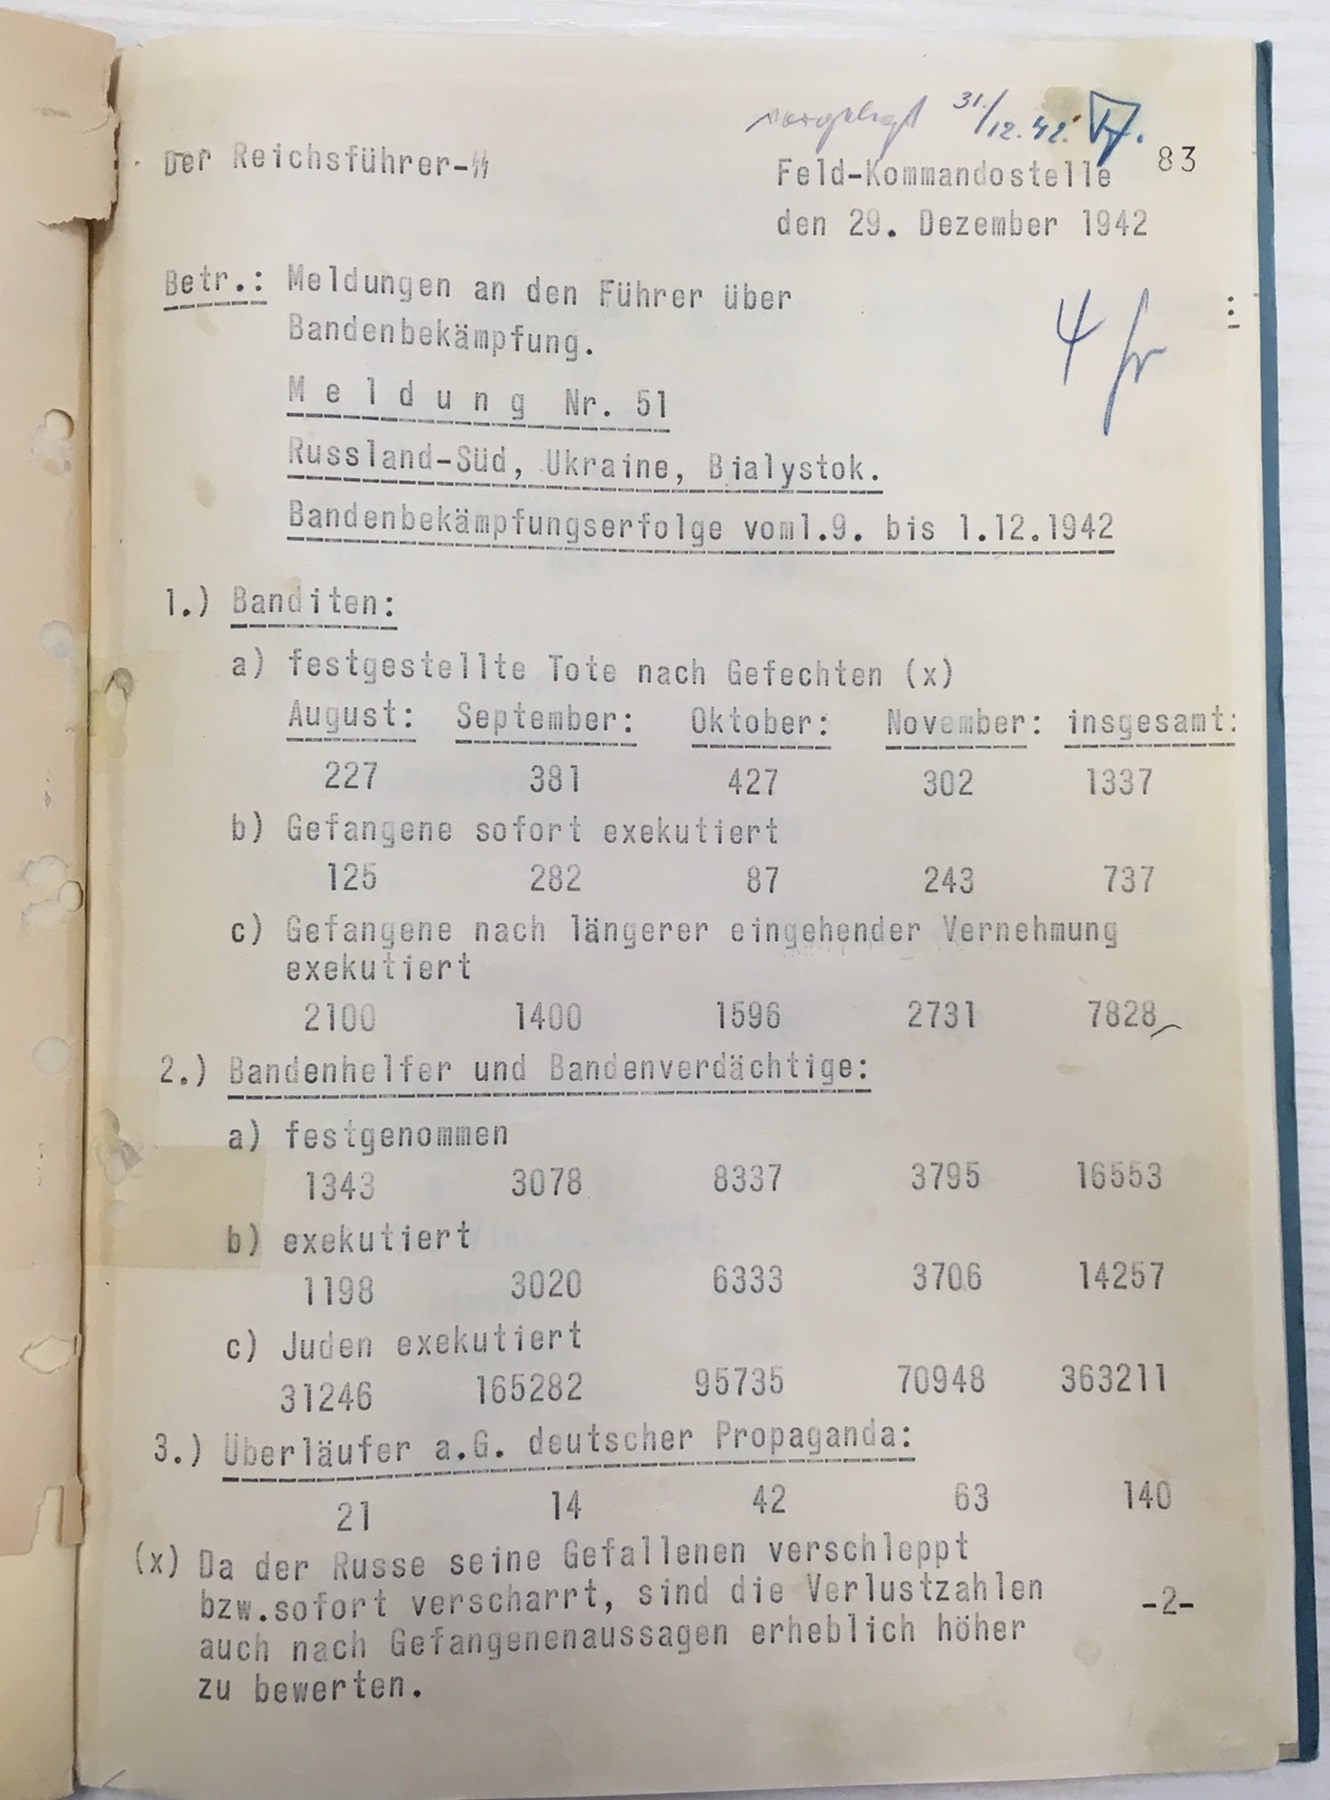 vorgelegt 31./12.42.
83
Der Reichsführer-SS
Feld-Kommandostelle
den 29. Dezember 1942
Betr.: Meldungen an den Führer über
Bandenbekämpfung.
4 fr
M e l d u n g Nr. 51
Russland-Süd, Ukraine, Bialystok.
Bandenbekämpfungserfolge vom1.9. bis 1.12.1942
1.) Banditen:
a) festgestellte Tote nach Gefechten (x)
August: September: Oktober: November: insgesamt:
227 381 427 302 1337
b) Gefangene sofort exekutiert
125 282 87 243 737
c) Gefangene nach längerer eingehender Vernehmung
exekutiert
2100 1400 1596 2731 7828
2.) Bandenhelfer und Bandenverdächtige:
a) festgenommen
1343 3078 8337 3795 16553
b) exekutiert
1198 3020 6333 3706 14257
c) Juden exekutiert
31246 165282 95735 70948 363211
3.) Überläufer a.G. deutscher Propaganda:
21 14 42 63 140
(x) Da der Russe seine Gefallenen verschleppt
bzw.sofort verscharrt, sind die Verlustzahlen
auch nach Gefangenenaussagen erheblich höher
zu bewerten.
-2-